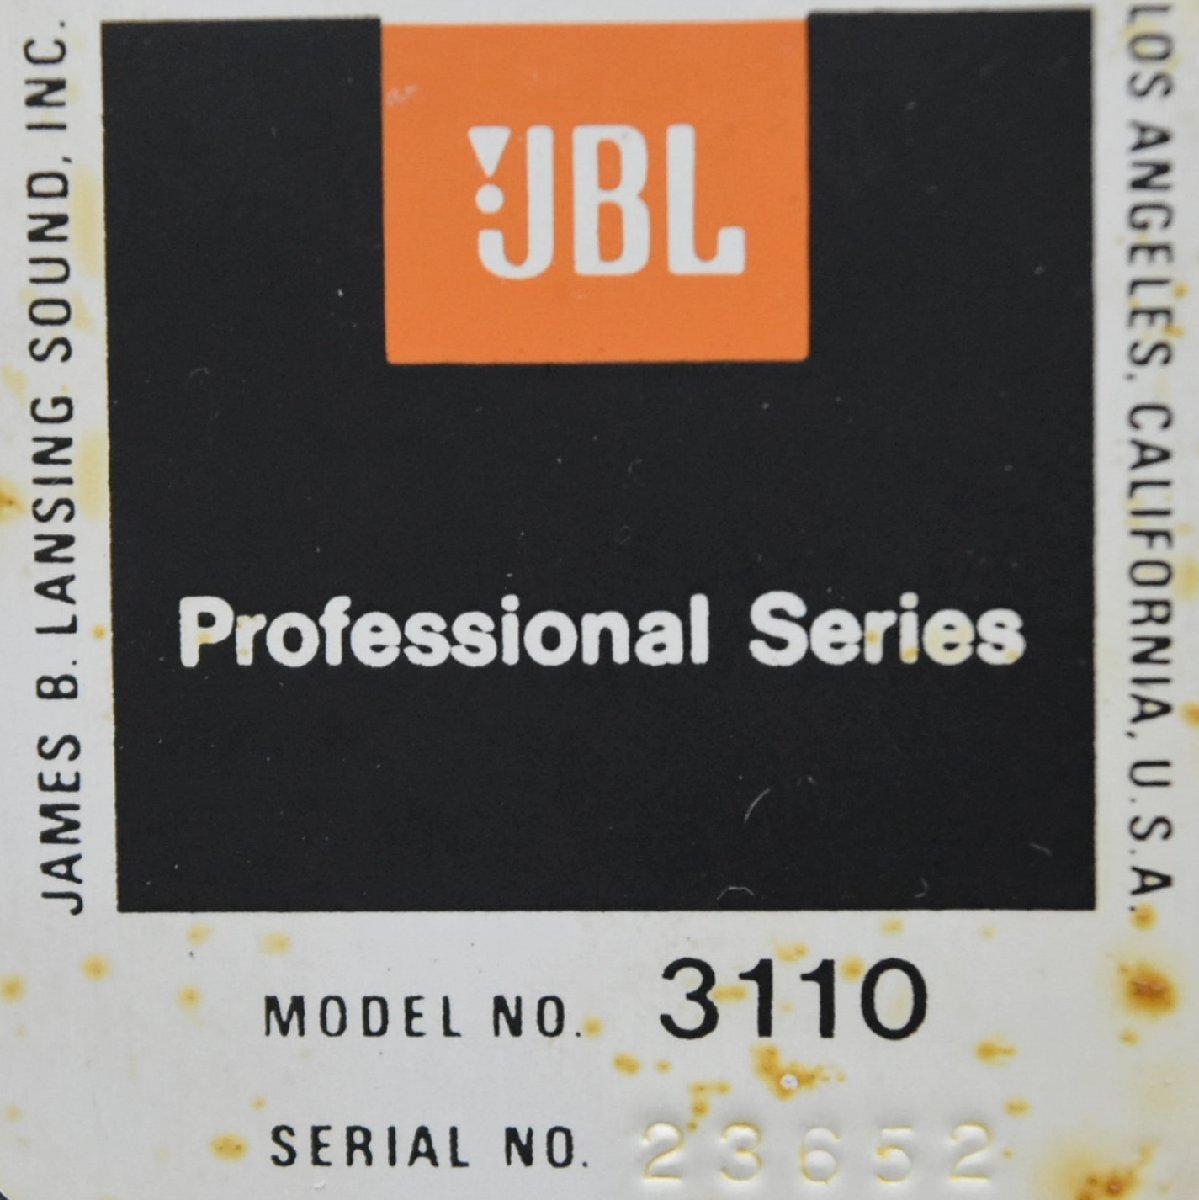 JAMES B. LANSING SOUND, INC.
JBL
Professional Series
LOS ANGELES, CALIFORNIA, U.S.A.
MODEL NO. 3110
SERIAL NO. 23652